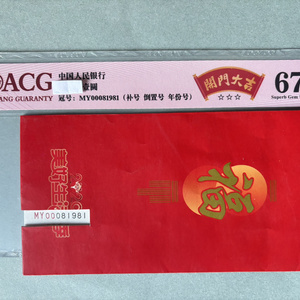 ACG
ANG GUARANTY
中国人民银行
壹圆
冠号：MY00081981（补号 倒置号 年份号）
開門大吉
67
Superb Gem
福
MY00081981